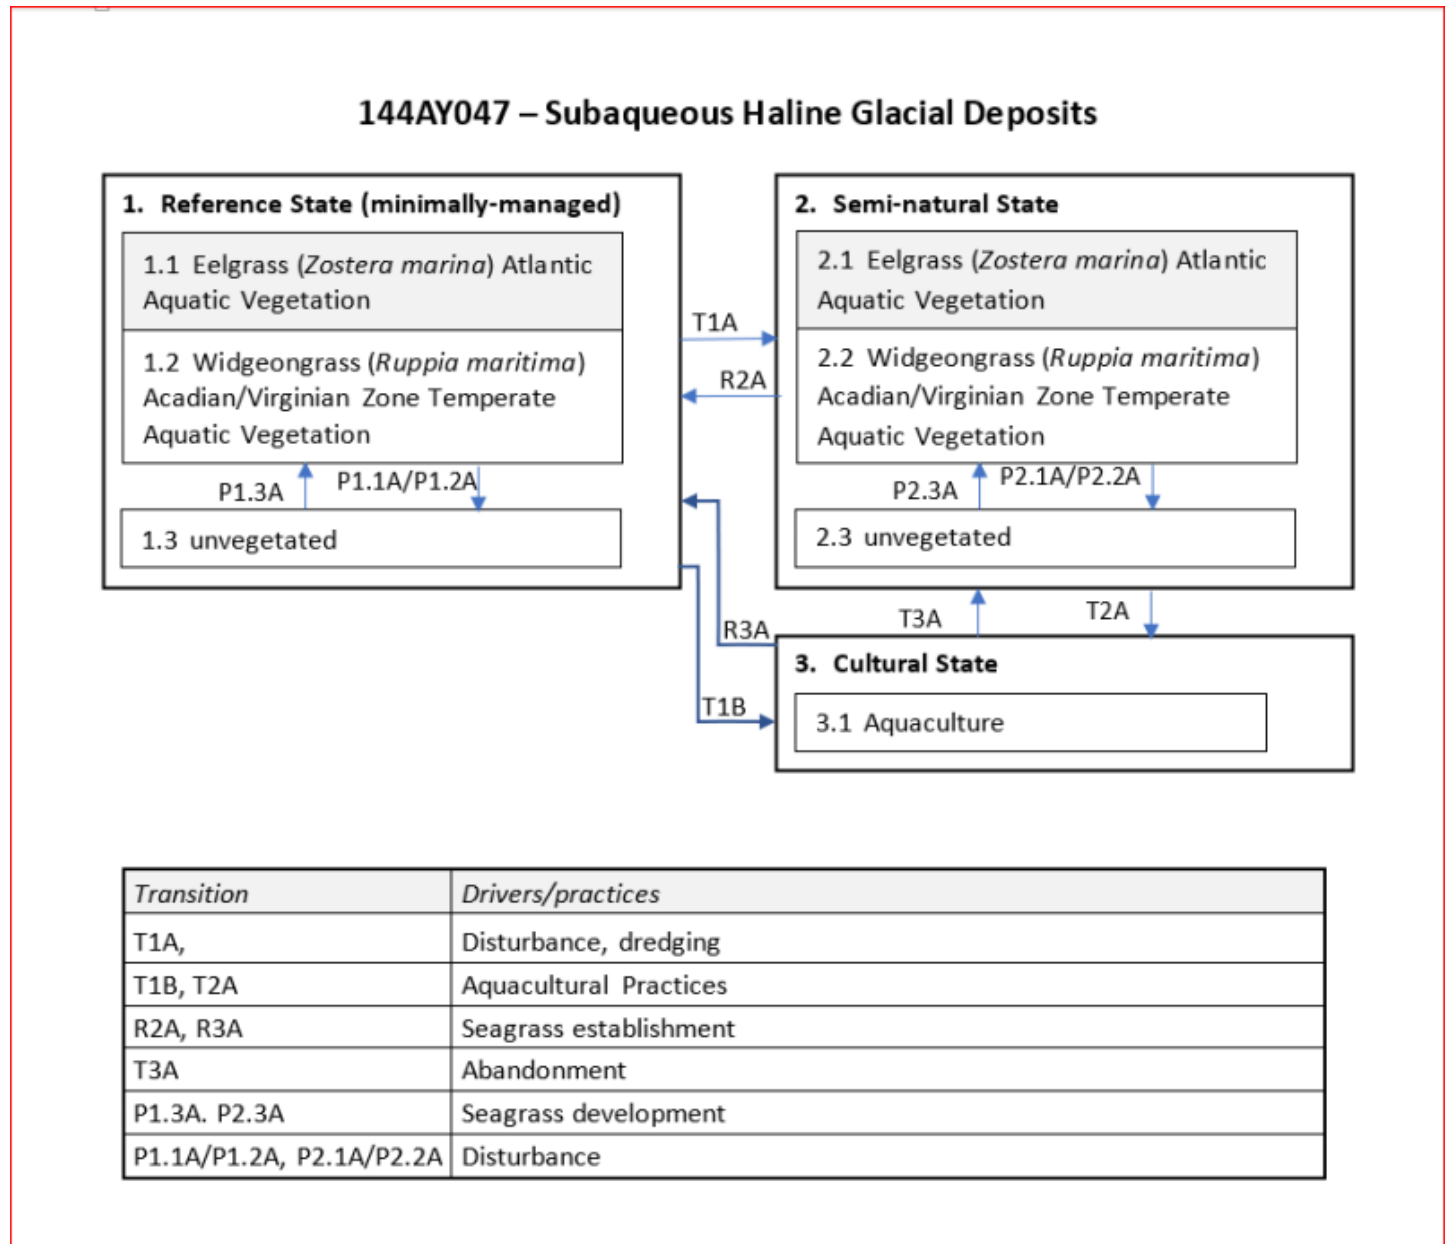 144AY047 – Subaqueous Haline Glacial Deposits
1. Reference State (minimally-managed)
1.1 Eelgrass (Zostera marina) Atlantic
Aquatic Vegetation
1.2 Widgeongrass (Ruppia maritima)
Acadian/Virginian Zone Temperate
Aquatic Vegetation
P1.3A
P1.1A/P1.2A
1.3 unvegetated
T1A
R2A
2. Semi-natural State
2.1 Eelgrass (Zostera marina) Atlantic
Aquatic Vegetation
2.2 Widgeongrass (Ruppia maritima)
Acadian/Virginian Zone Temperate
Aquatic Vegetation
P2.3A
P2.1A/P2.2A
2.3 unvegetated
T3A
T2A
R3A
T1B
3. Cultural State
3.1 Aquaculture
Transition Drivers/practices
T1A, Disturbance, dredging
T1B, T2A Aquacultural Practices
R2A, R3A Seagrass establishment
T3A Abandonment
P1.3A. P2.3A Seagrass development
P1.1A/P1.2A, P2.1A/P2.2A Disturbance